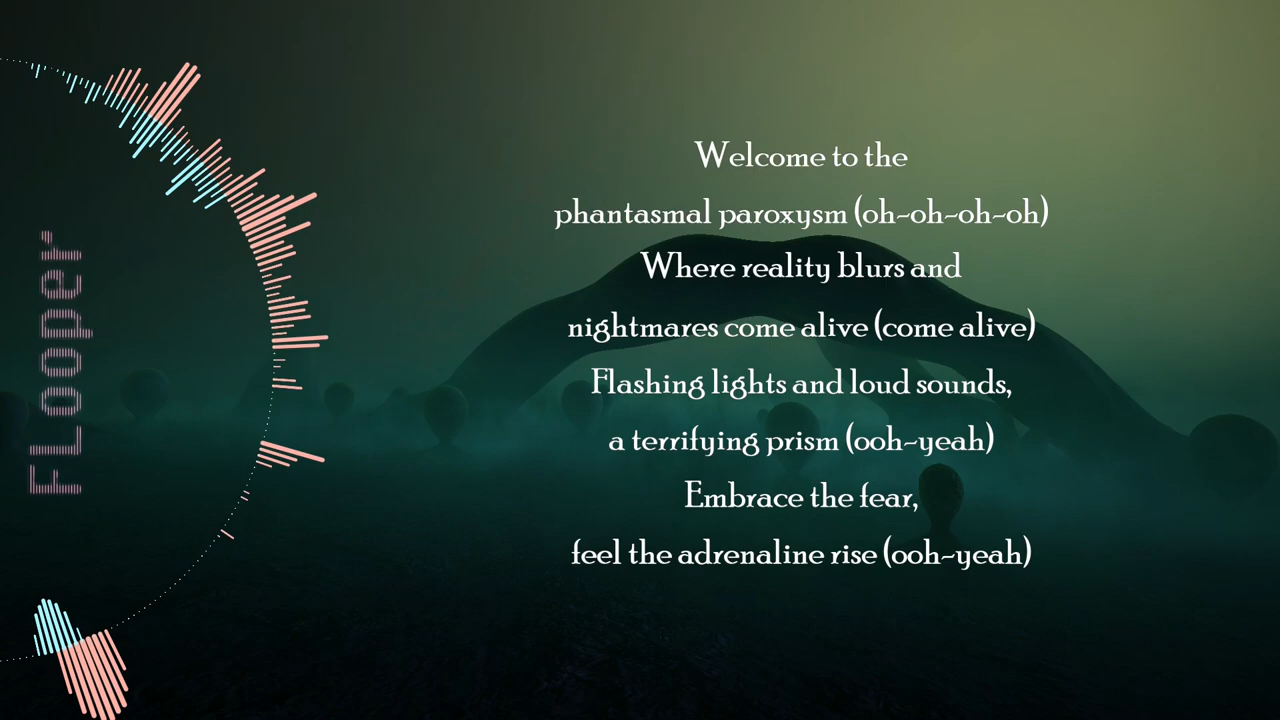 FLooper
Welcome to the
phantasmal paroxysm (oh-oh-oh-oh)
Where reality blurs and
nightmares come alive (come alive)
Flashing lights and loud sounds,
a terrifying prism (ooh-yeah)
Embrace the fear,
feel the adrenaline rise (ooh-yeah)